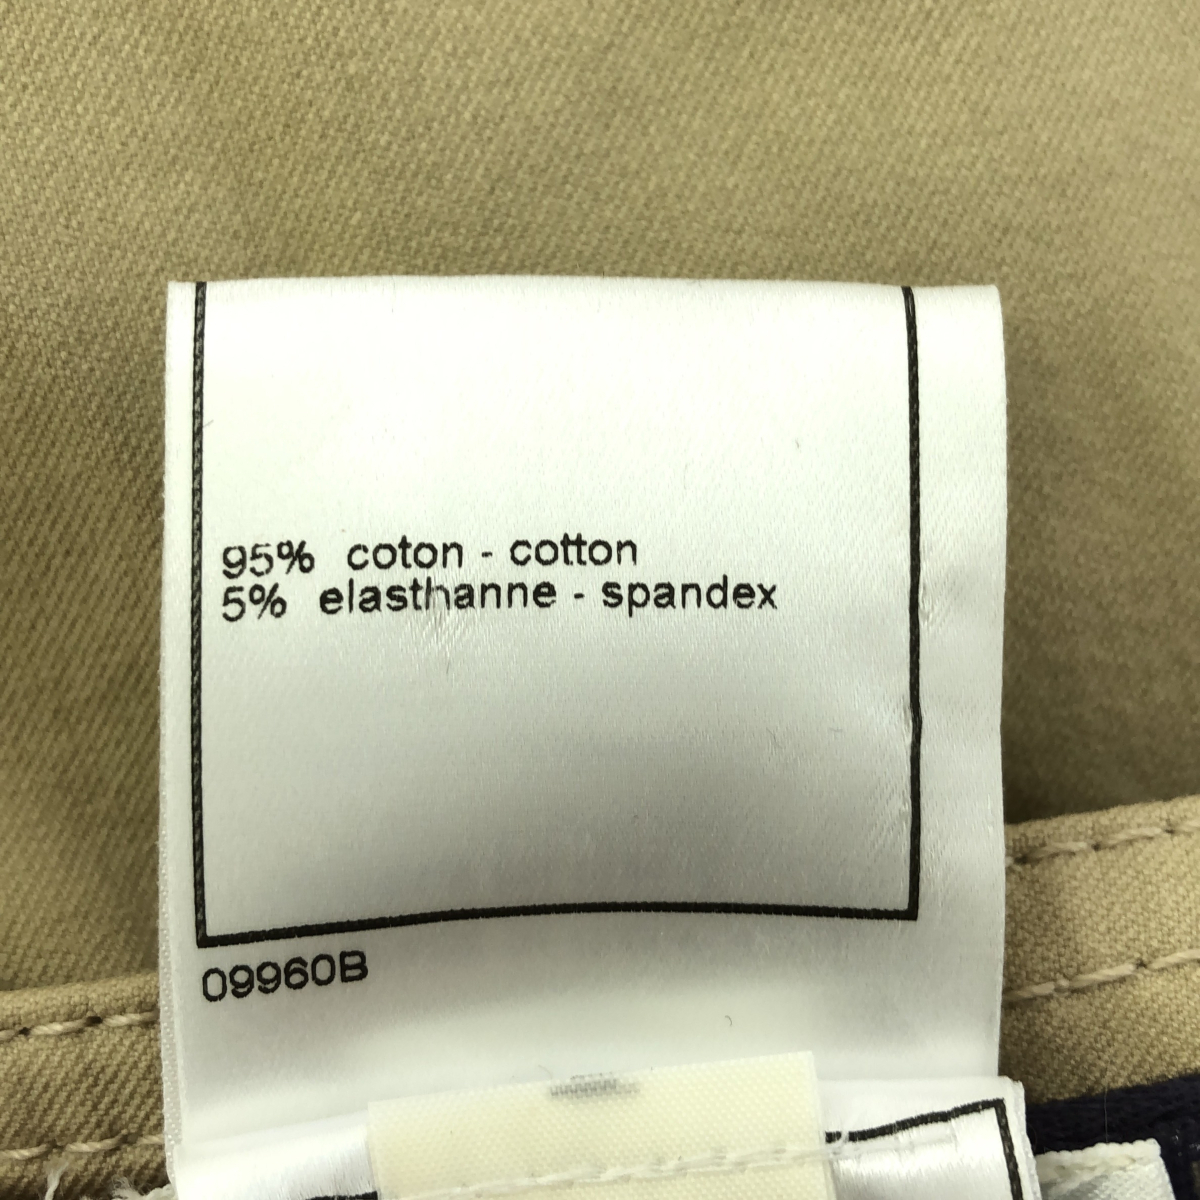 95% coton - cotton
5% elasthanne - spandex
09960B